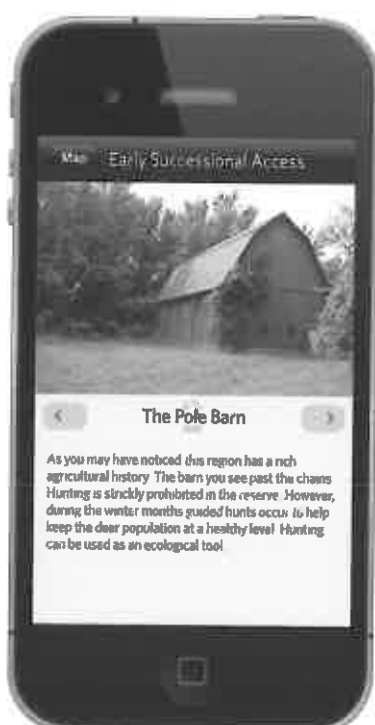 Map Early Successional Access
The Pole Barn
As you may have noticed this region has a rich
agricultural history. The barn you see past the chains
Hunting is strickly prohibited in the reserve. However,
during the winter months guided hunts occur to help
keep the deer population at a healthy level. Hunting
can be used as an ecological tool